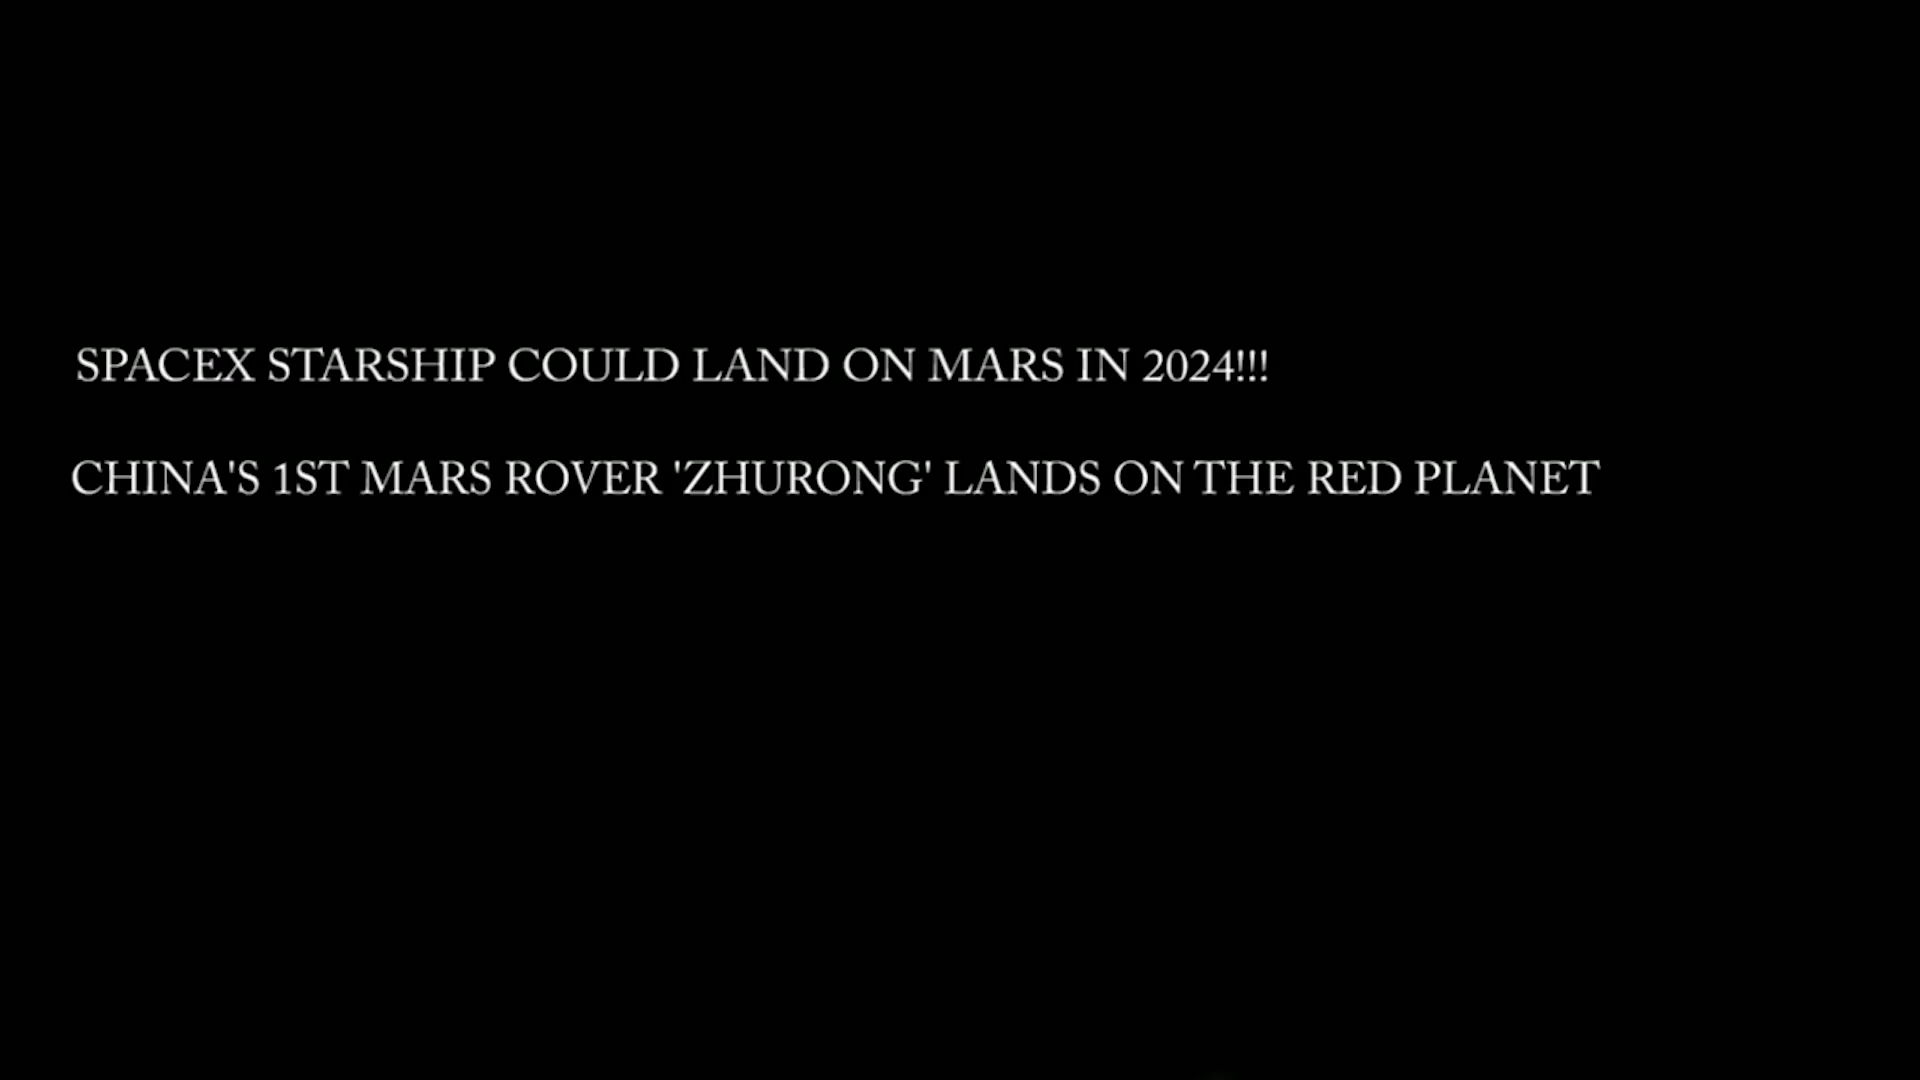 SPACEX STARSHIP COULD LAND ON MARS IN 2024!!!
CHINA'S 1ST MARS ROVER 'ZHURONG' LANDS ON THE RED PLANET